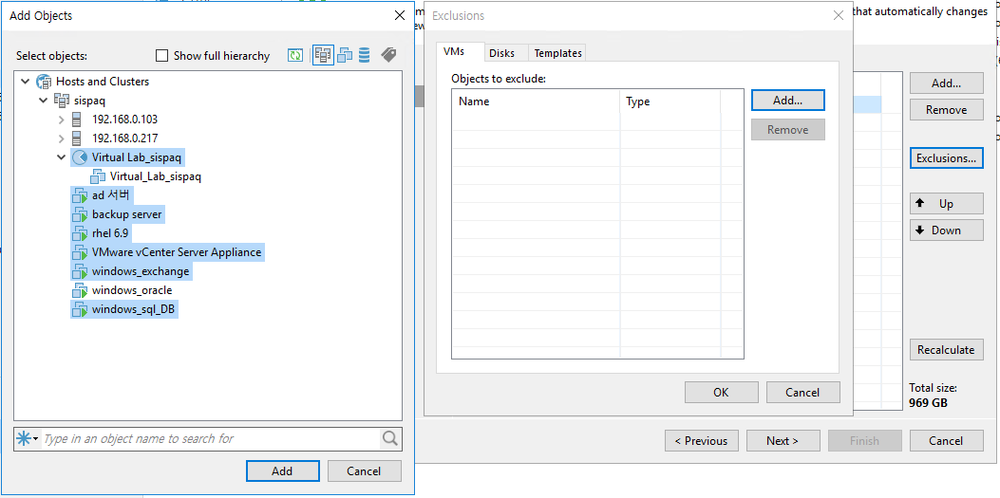 Add Objects
Select objects:
Show full hierarchy
Hosts and Clusters
sispaq
192.168.0.103
192.168.0.217
Virtual Lab_sispaq
Virtual_Lab_sispaq
ad 서버
backup server
rhel 6.9
VMware vCenter Server Appliance
windows_exchange
windows_oracle
windows_sql_DB
Type in an object name to search for
Add
Cancel
Exclusions
VMs
Disks
Templates
Objects to exclude:
Name
Type
Add...
Remove
OK
Cancel
that automatically changes
Add...
Remove
Exclusions...
Up
Down
Recalculate
Total size:
969 GB
< Previous
Next >
Finish
Cancel